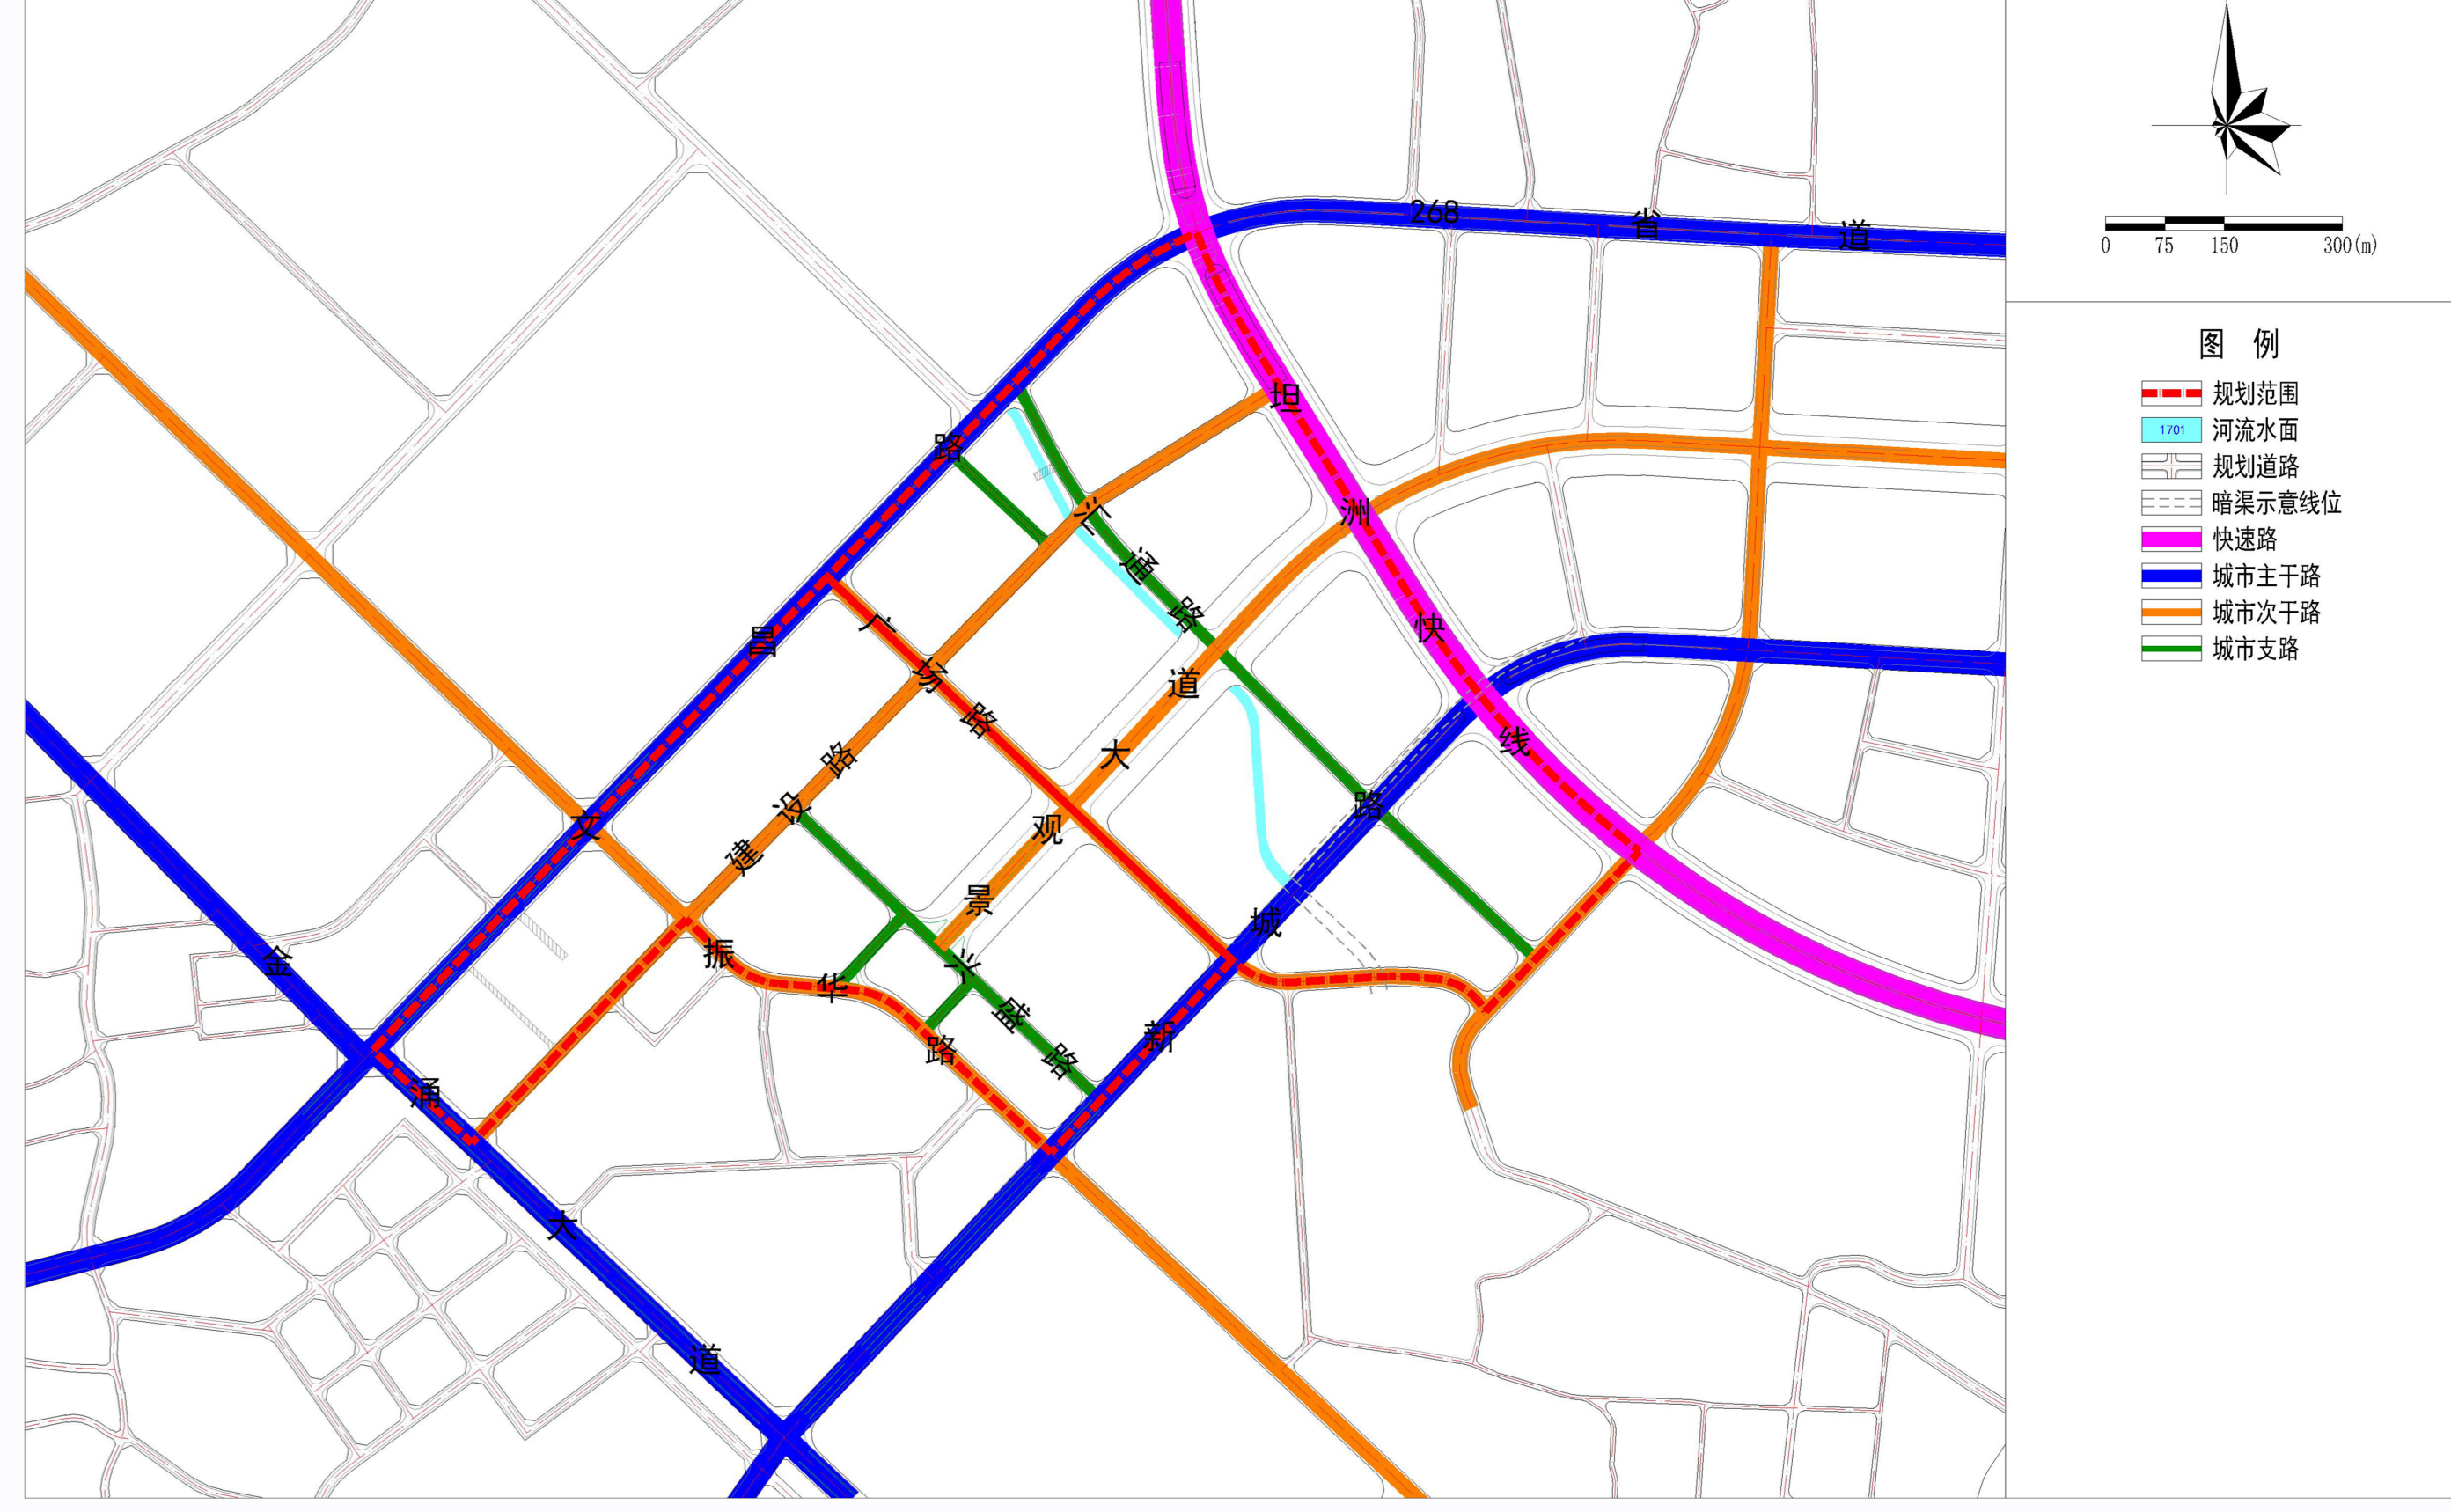 268省道
坦洲快线
文昌路
汇通路
广场路
建设路
景观大道
振华路
兴盛路
新城路
金涌大道
0 75 150 300(m)
图 例
规划范围
1701 河流水面
规划道路
暗渠示意线位
快速路
城市主干路
城市次干路
城市支路